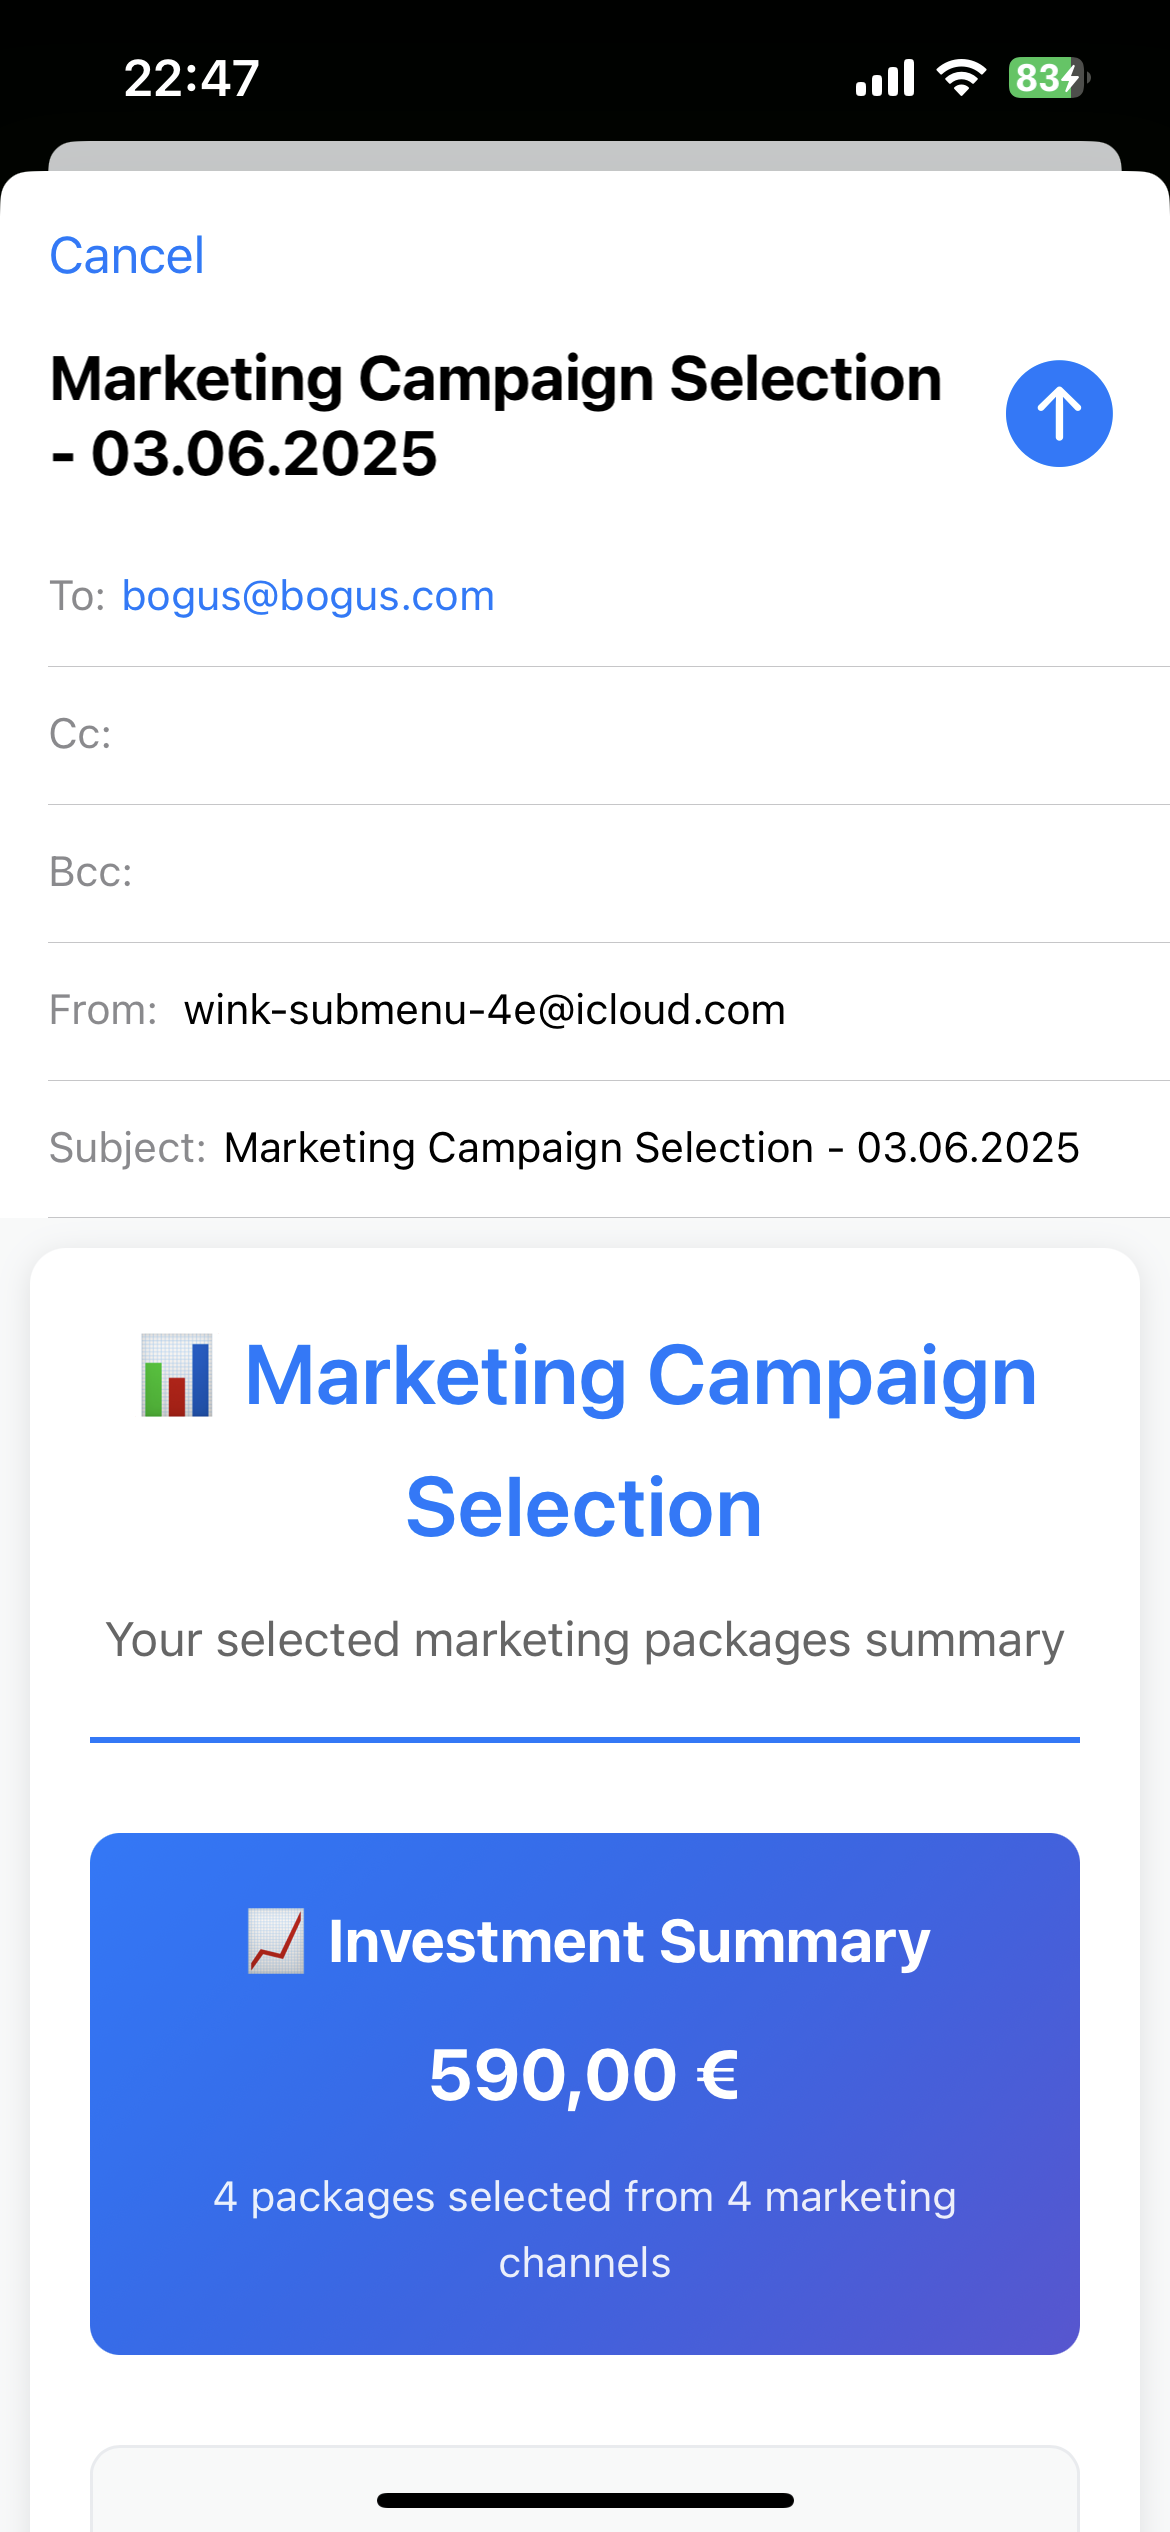 22:47
83
Cancel
Marketing Campaign Selection
- 03.06.2025
To: bogus@bogus.com
Cc:
Bcc:
From: wink-submenu-4e@icloud.com
Subject: Marketing Campaign Selection - 03.06.2025
📊 Marketing Campaign
Selection
Your selected marketing packages summary
📈 Investment Summary
590,00 €
4 packages selected from 4 marketing
channels